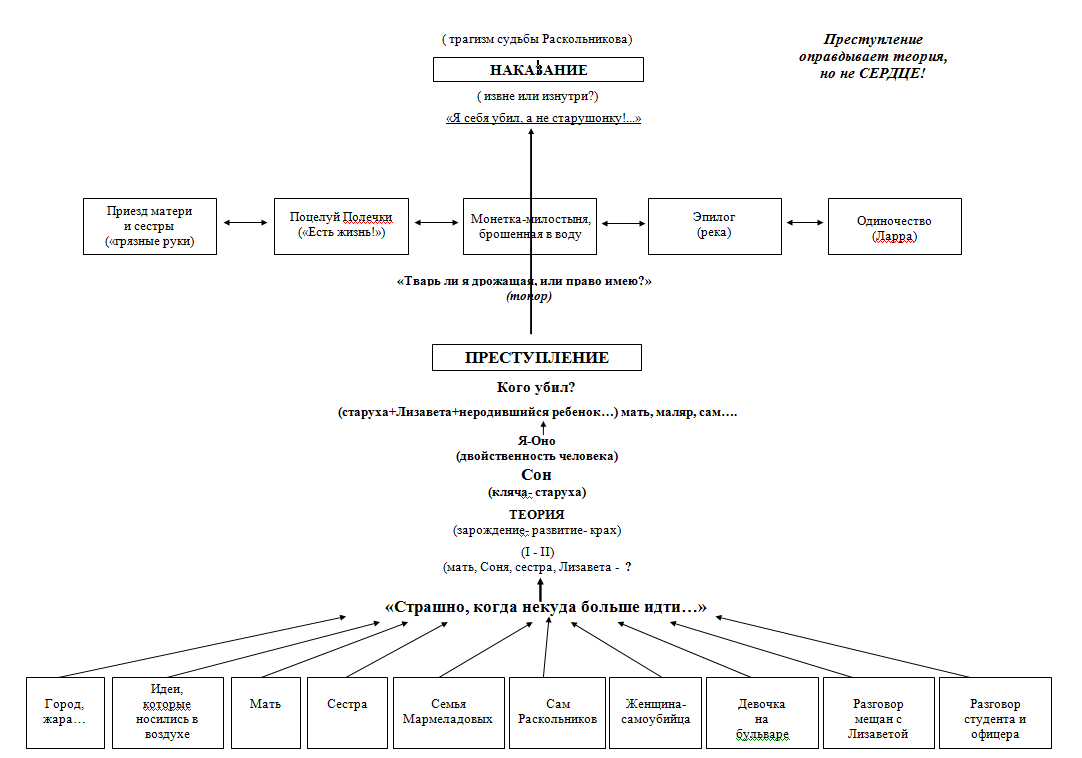 ( трагизм судьбы Раскольникова)
Преступление
оправдывает теория,
но не СЕРДЦЕ!
НАКАЗАНИЕ
( извне или изнутри?)
«Я себя убил, а не старушонку!...»
Приезд матери
и сестры
(«грязные руки)
Поцелуй Полечки
(«Есть жизнь!»)
Монетка-милостыня,
брошенная в воду
Эпилог
(река)
Одиночество
(Ларра)
«Тварь ли я дрожащая, или право имею?»
(топор)
ПРЕСТУПЛЕНИЕ
Кого убил?
(старуха+Лизавета+неродившийся ребенок…) мать, маляр, сам….
Я-Оно
(двойственность человека)
Сон
(кляча- старуха)
ТЕОРИЯ
(зарождение- развитие- крах)
(I - II)
(мать, Соня, сестра, Лизавета - ?
«Страшно, когда некуда больше идти…»
Город,
жара…
Идеи,
которые
носились в
воздухе
Мать
Сестра
Семья
Мармеладовых
Сам
Раскольников
Женщина-
самоубийца
Девочка
на
бульваре
Разговор
мещан с
Лизаветой
Разговор
студента и
офицера